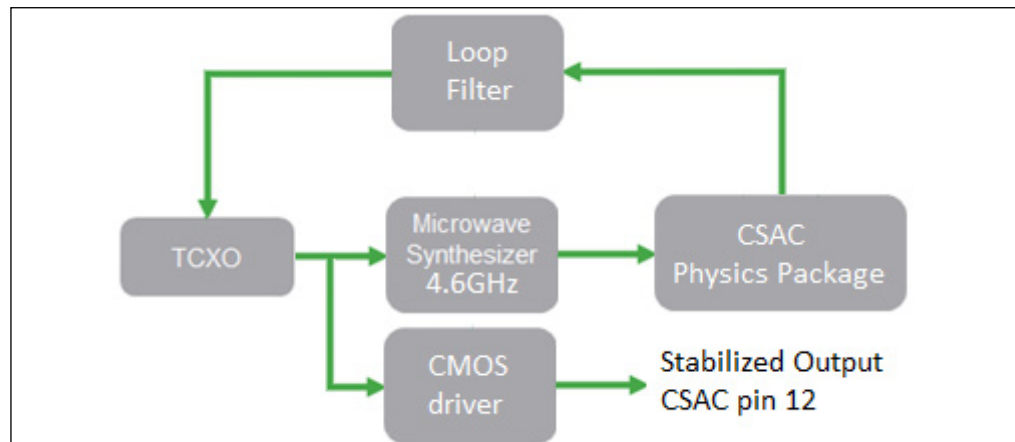 Loop
Filter
TCXO
Microwave
Synthesizer
4.6GHz
CSAC
Physics Package
CMOS
driver
Stabilized Output
CSAC pin 12